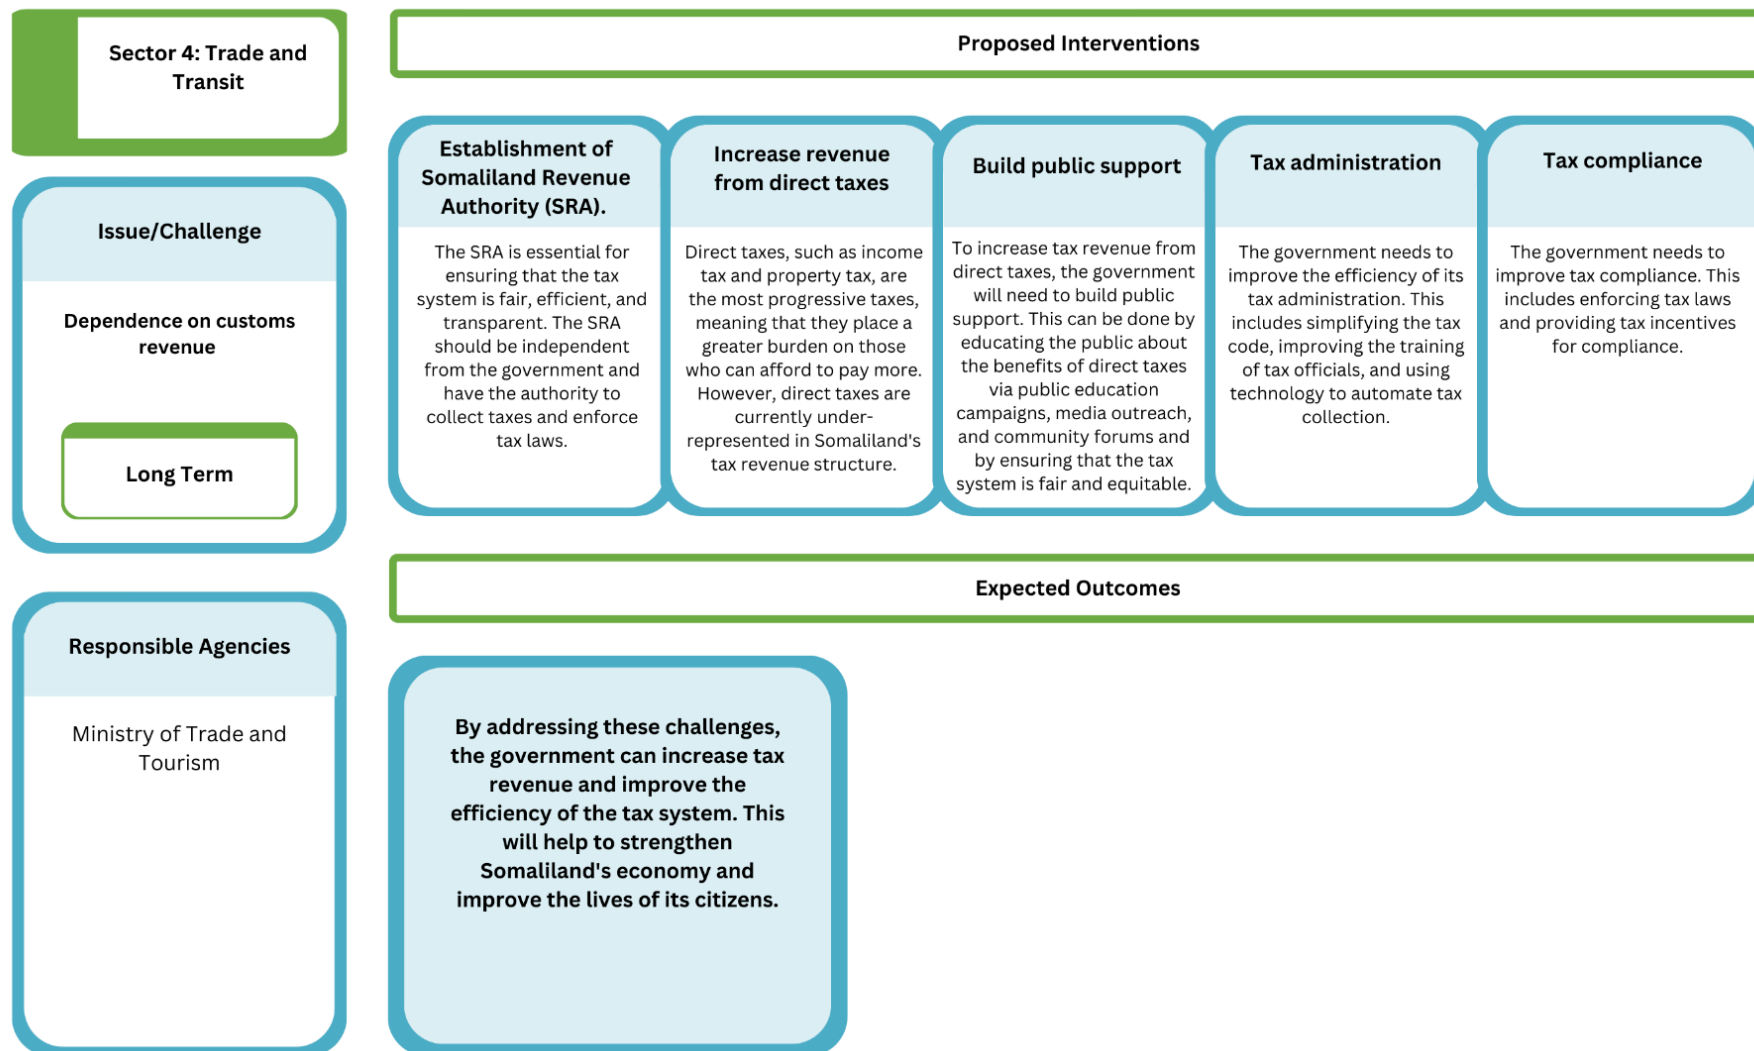 Sector 4: Trade and
Transit
Issue/Challenge
Dependence on customs
revenue
Long Term
Responsible Agencies
Ministry of Trade and
Tourism
Proposed Interventions
Establishment of
Somaliland Revenue
Authority (SRA).
The SRA is essential for
ensuring that the tax
system is fair, efficient, and
transparent. The SRA
should be independent
from the government and
have the authority to
collect taxes and enforce
tax laws.
Increase revenue
from direct taxes
Direct taxes, such as income
tax and property tax, are
the most progressive taxes,
meaning that they place a
greater burden on those
who can afford to pay more.
However, direct taxes are
currently under-
represented in Somaliland's
tax revenue structure.
Build public support
To increase tax revenue from
direct taxes, the government
will need to build public
support. This can be done by
educating the public about
the benefits of direct taxes
via public education
campaigns, media outreach,
and community forums and
by ensuring that the tax
system is fair and equitable.
Tax administration
The government needs to
improve the efficiency of its
tax administration. This
includes simplifying the tax
code, improving the training
of tax officials, and using
technology to automate tax
collection.
Tax compliance
The government needs to
improve tax compliance. This
includes enforcing tax laws
and providing tax incentives
for compliance.
Expected Outcomes
By addressing these challenges,
the government can increase tax
revenue and improve the
efficiency of the tax system. This
will help to strengthen
Somaliland's economy and
improve the lives of its citizens.